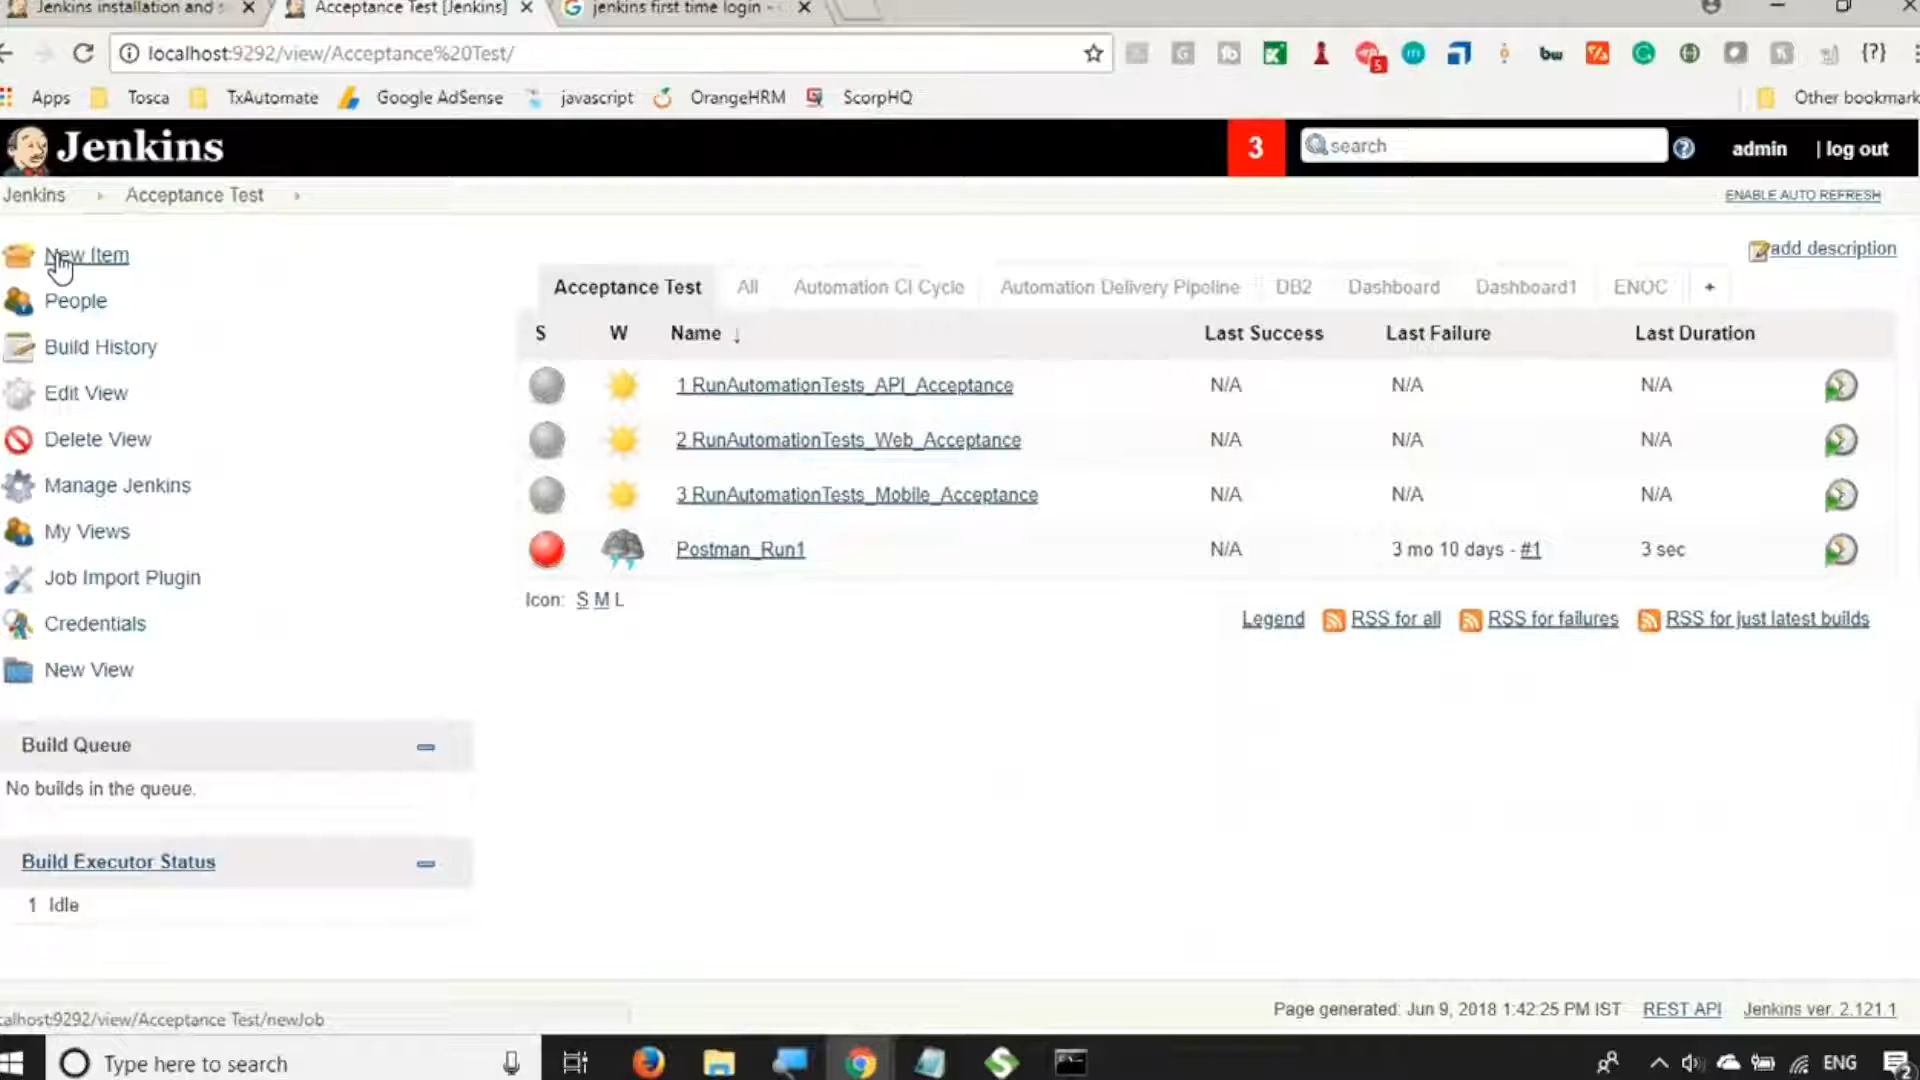 Jenkins installation and
Acceptance Test [Jenkins]
jenkins first time login -
localhost:9292/view/Acceptance%20Test/
5
bw
{?}
Apps
Tosca
TxAutomate
Google AdSense
javascript
OrangeHRM
ScorpHQ
Other bookmark
Jenkins
3
search
admin
| log out
Jenkins
Acceptance Test
ENABLE AUTO REFRESH
New Item
People
Build History
Edit View
Delete View
Manage Jenkins
My Views
Job Import Plugin
Credentials
New View
Build Queue
No builds in the queue.
Build Executor Status
1 Idle
add description
Acceptance Test All Automation CI Cycle Automation Delivery Pipeline DB2 Dashboard Dashboard1 ENOC +
S W Name ↓ Last Success Last Failure Last Duration
1 RunAutomationTests_API_Acceptance N/A N/A N/A
2 RunAutomationTests_Web_Acceptance N/A N/A N/A
3 RunAutomationTests_Mobile_Acceptance N/A N/A N/A
Postman_Run1 N/A 3 mo 10 days - #1 3 sec
Icon: S M L
Legend RSS for all RSS for failures RSS for just latest builds
Page generated: Jun 9, 2018 1:42:25 PM IST REST API Jenkins ver. 2.121.1
calhost:9292/view/Acceptance Test/newJob
Type here to search
ENG
2